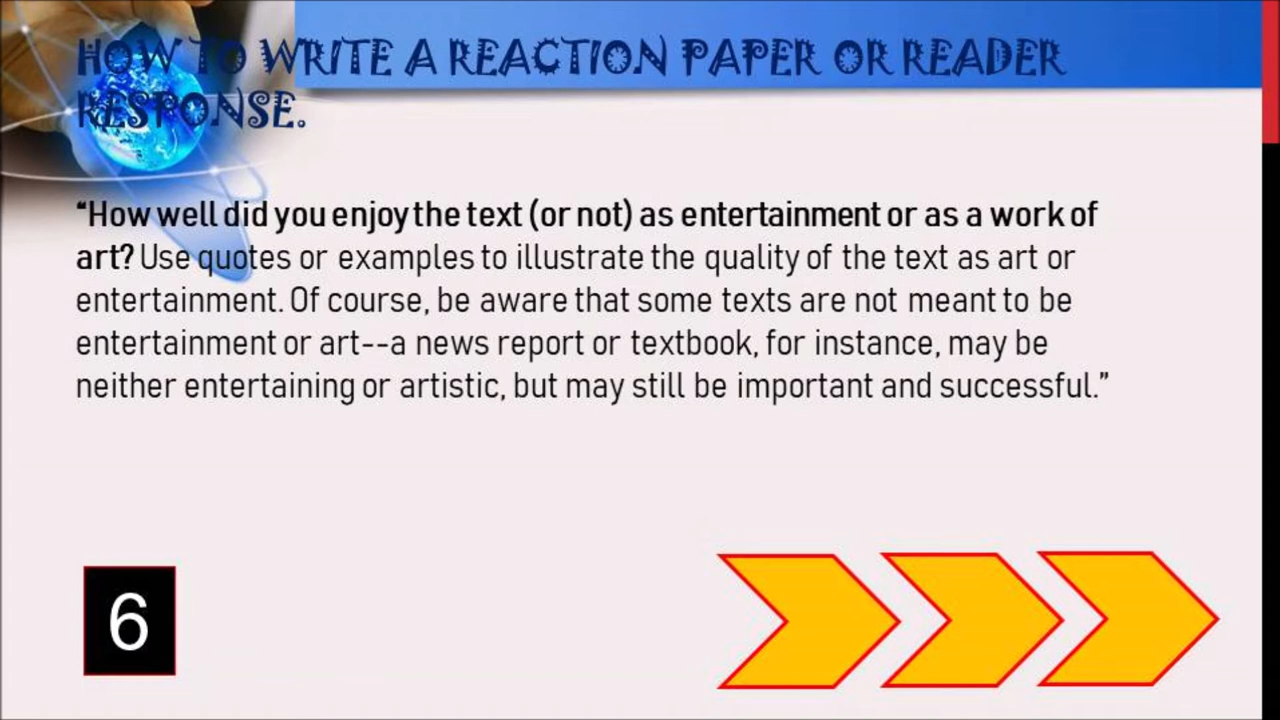 HOW TO WRITE A REACTION PAPER OR READER
RESPONSE.
“How well did you enjoy the text (or not) as entertainment or as a work of
art? Use quotes or examples to illustrate the quality of the text as art or
entertainment. Of course, be aware that some texts are not meant to be
entertainment or art--a news report or textbook, for instance, may be
neither entertaining or artistic, but may still be important and successful.”
6